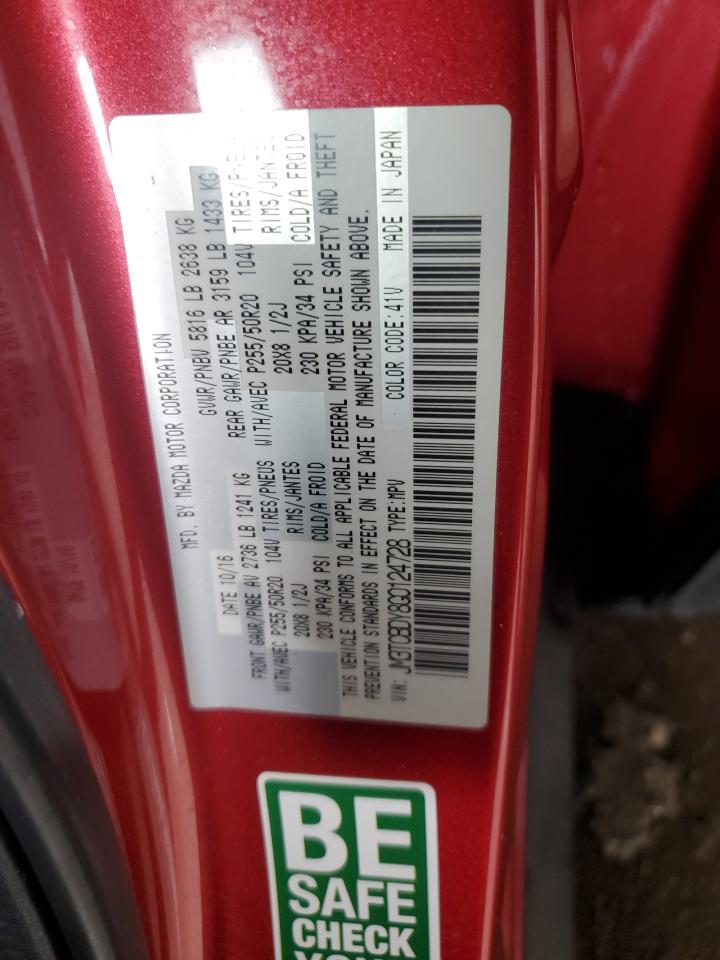 MFD. BY MAZDA MOTOR CORPORATION
DATE 10/16 GVWR/PNBV 5816 LB 2638 KG
FRONT GAWR/PNBE AV 2736 LB 1241 KG REAR GAWR/PNBE AR 3159 LB 1433 KG
WITH/AVEC P255/50R20 104V TIRES/PNEUS WITH/AVEC P255/50R20 104V TIRES/PNEUS
20X8 1/2J RIMS/JANTES 20X8 1/2J RIMS/JANTES
230 KPA/34 PSI COLD/A FROID 230 KPA/34 PSI COLD/A FROID
THIS VEHICLE CONFORMS TO ALL APPLICABLE FEDERAL MOTOR VEHICLE SAFETY AND THEFT
PREVENTION STANDARDS IN EFFECT ON THE DATE OF MANUFACTURE SHOWN ABOVE.
VIN: JM3TCBDY8G0124728 TYPE:MPV COLOR CODE:41V MADE IN JAPAN
BE
SAFE
CHECK